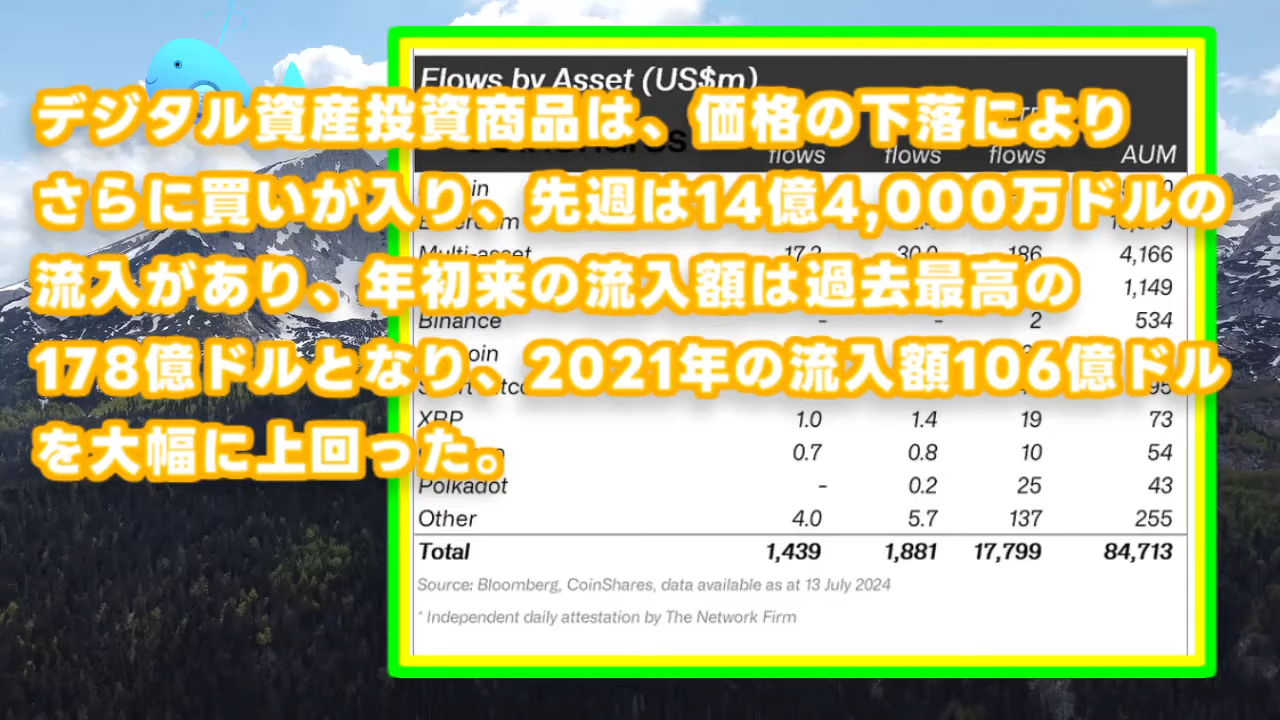 Flows by Asset (US$m)
デジタル資産投資商品は、価格の下落により
flows flows flows AUM
さらに買いが入り、先週は14億4,000万ドルの
Multi-asset 17.2 30.0 186 4,166
流入があり、年初来の流入額は過去最高の
1,149
Binance - - 2 534
178億ドルとなり、2021年の流入額106億ドル
XRP 1.0 1.4 19 73
を大幅に上回った。
0.7 0.8 10 54
Polkadot - 0.2 25 43
Other 4.0 5.7 137 255
Total 1,439 1,881 17,799 84,713
Source: Bloomberg, CoinShares, data available as at 13 July 2024
* Independent daily attestation by The Network Firm